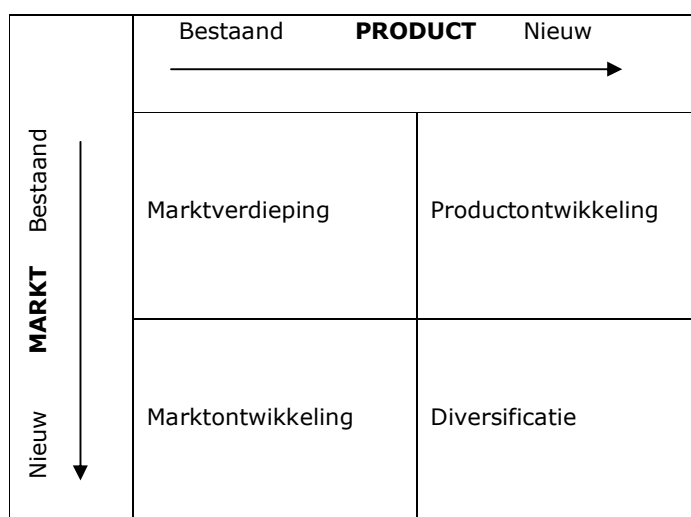 Bestaand PRODUCT Nieuw
Bestaand
MARKT
Nieuw
Marktverdieping Productontwikkeling
Marktontwikkeling Diversificatie